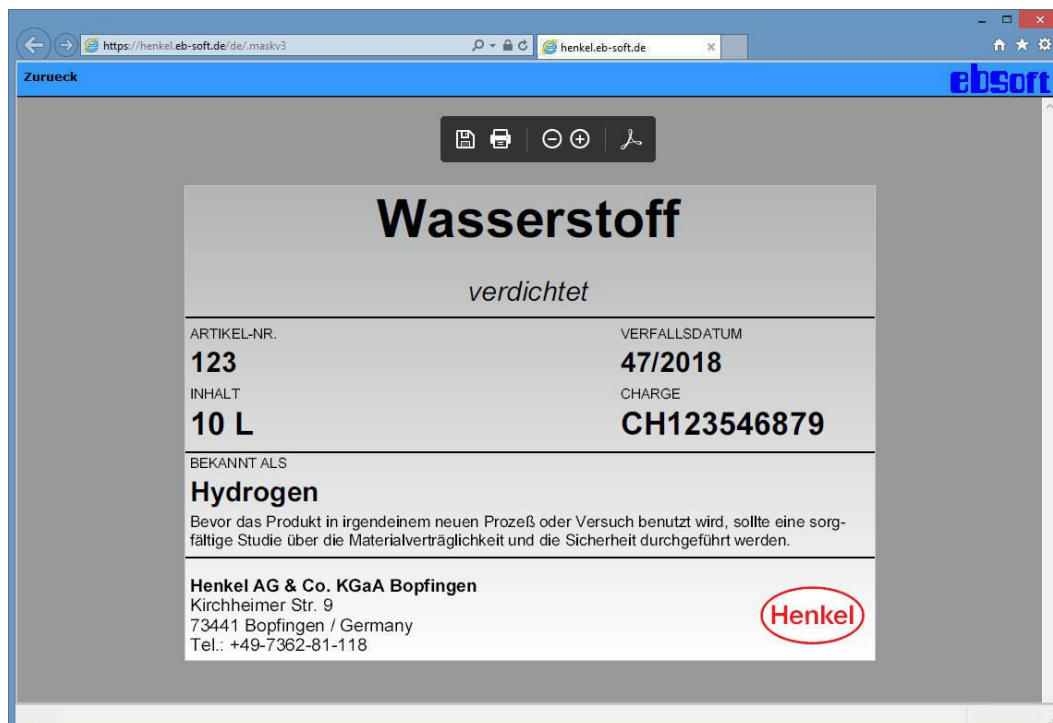 https://henkel.eb-soft.de/de/.maskv3
henkel.eb-soft.de
Zurueck
ebsoft
Wasserstoff
verdichtet
ARTIKEL-NR.
VERFALLSDATUM
123
47/2018
INHALT
CHARGE
10 L
CH123546879
BEKANNT ALS
Hydrogen
Bevor das Produkt in irgendeinem neuen Prozeß oder Versuch benutzt wird, sollte eine sorg-
fältige Studie über die Materialverträglichkeit und die Sicherheit durchgeführt werden.
Henkel AG & Co. KGaA Bopfingen
Kirchheimer Str. 9
73441 Bopfingen / Germany
Tel.: +49-7362-81-118
Henkel